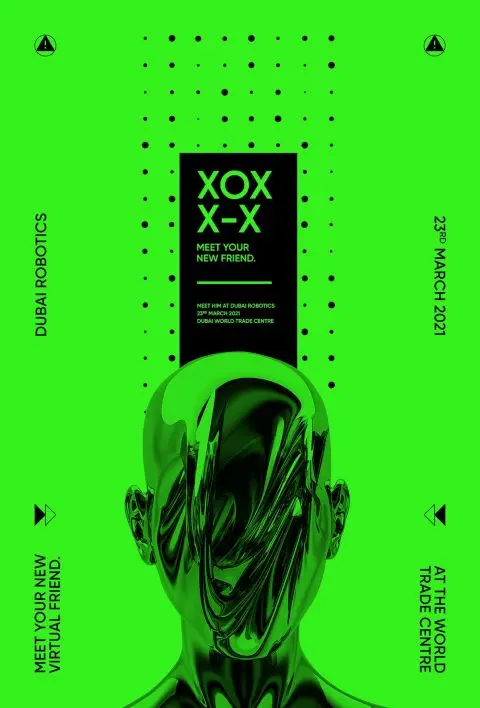 XOX
X-X
MEET YOUR
NEW FRIEND.
MEET HIM AT DUBAI ROBOTICS
23RD MARCH 2021
DUBAI WORLD TRADE CENTRE
DUBAI ROBOTICS
23RD MARCH 2021
MEET YOUR NEW
VIRTUAL FRIEND.
AT THE WORLD
TRADE CENTRE